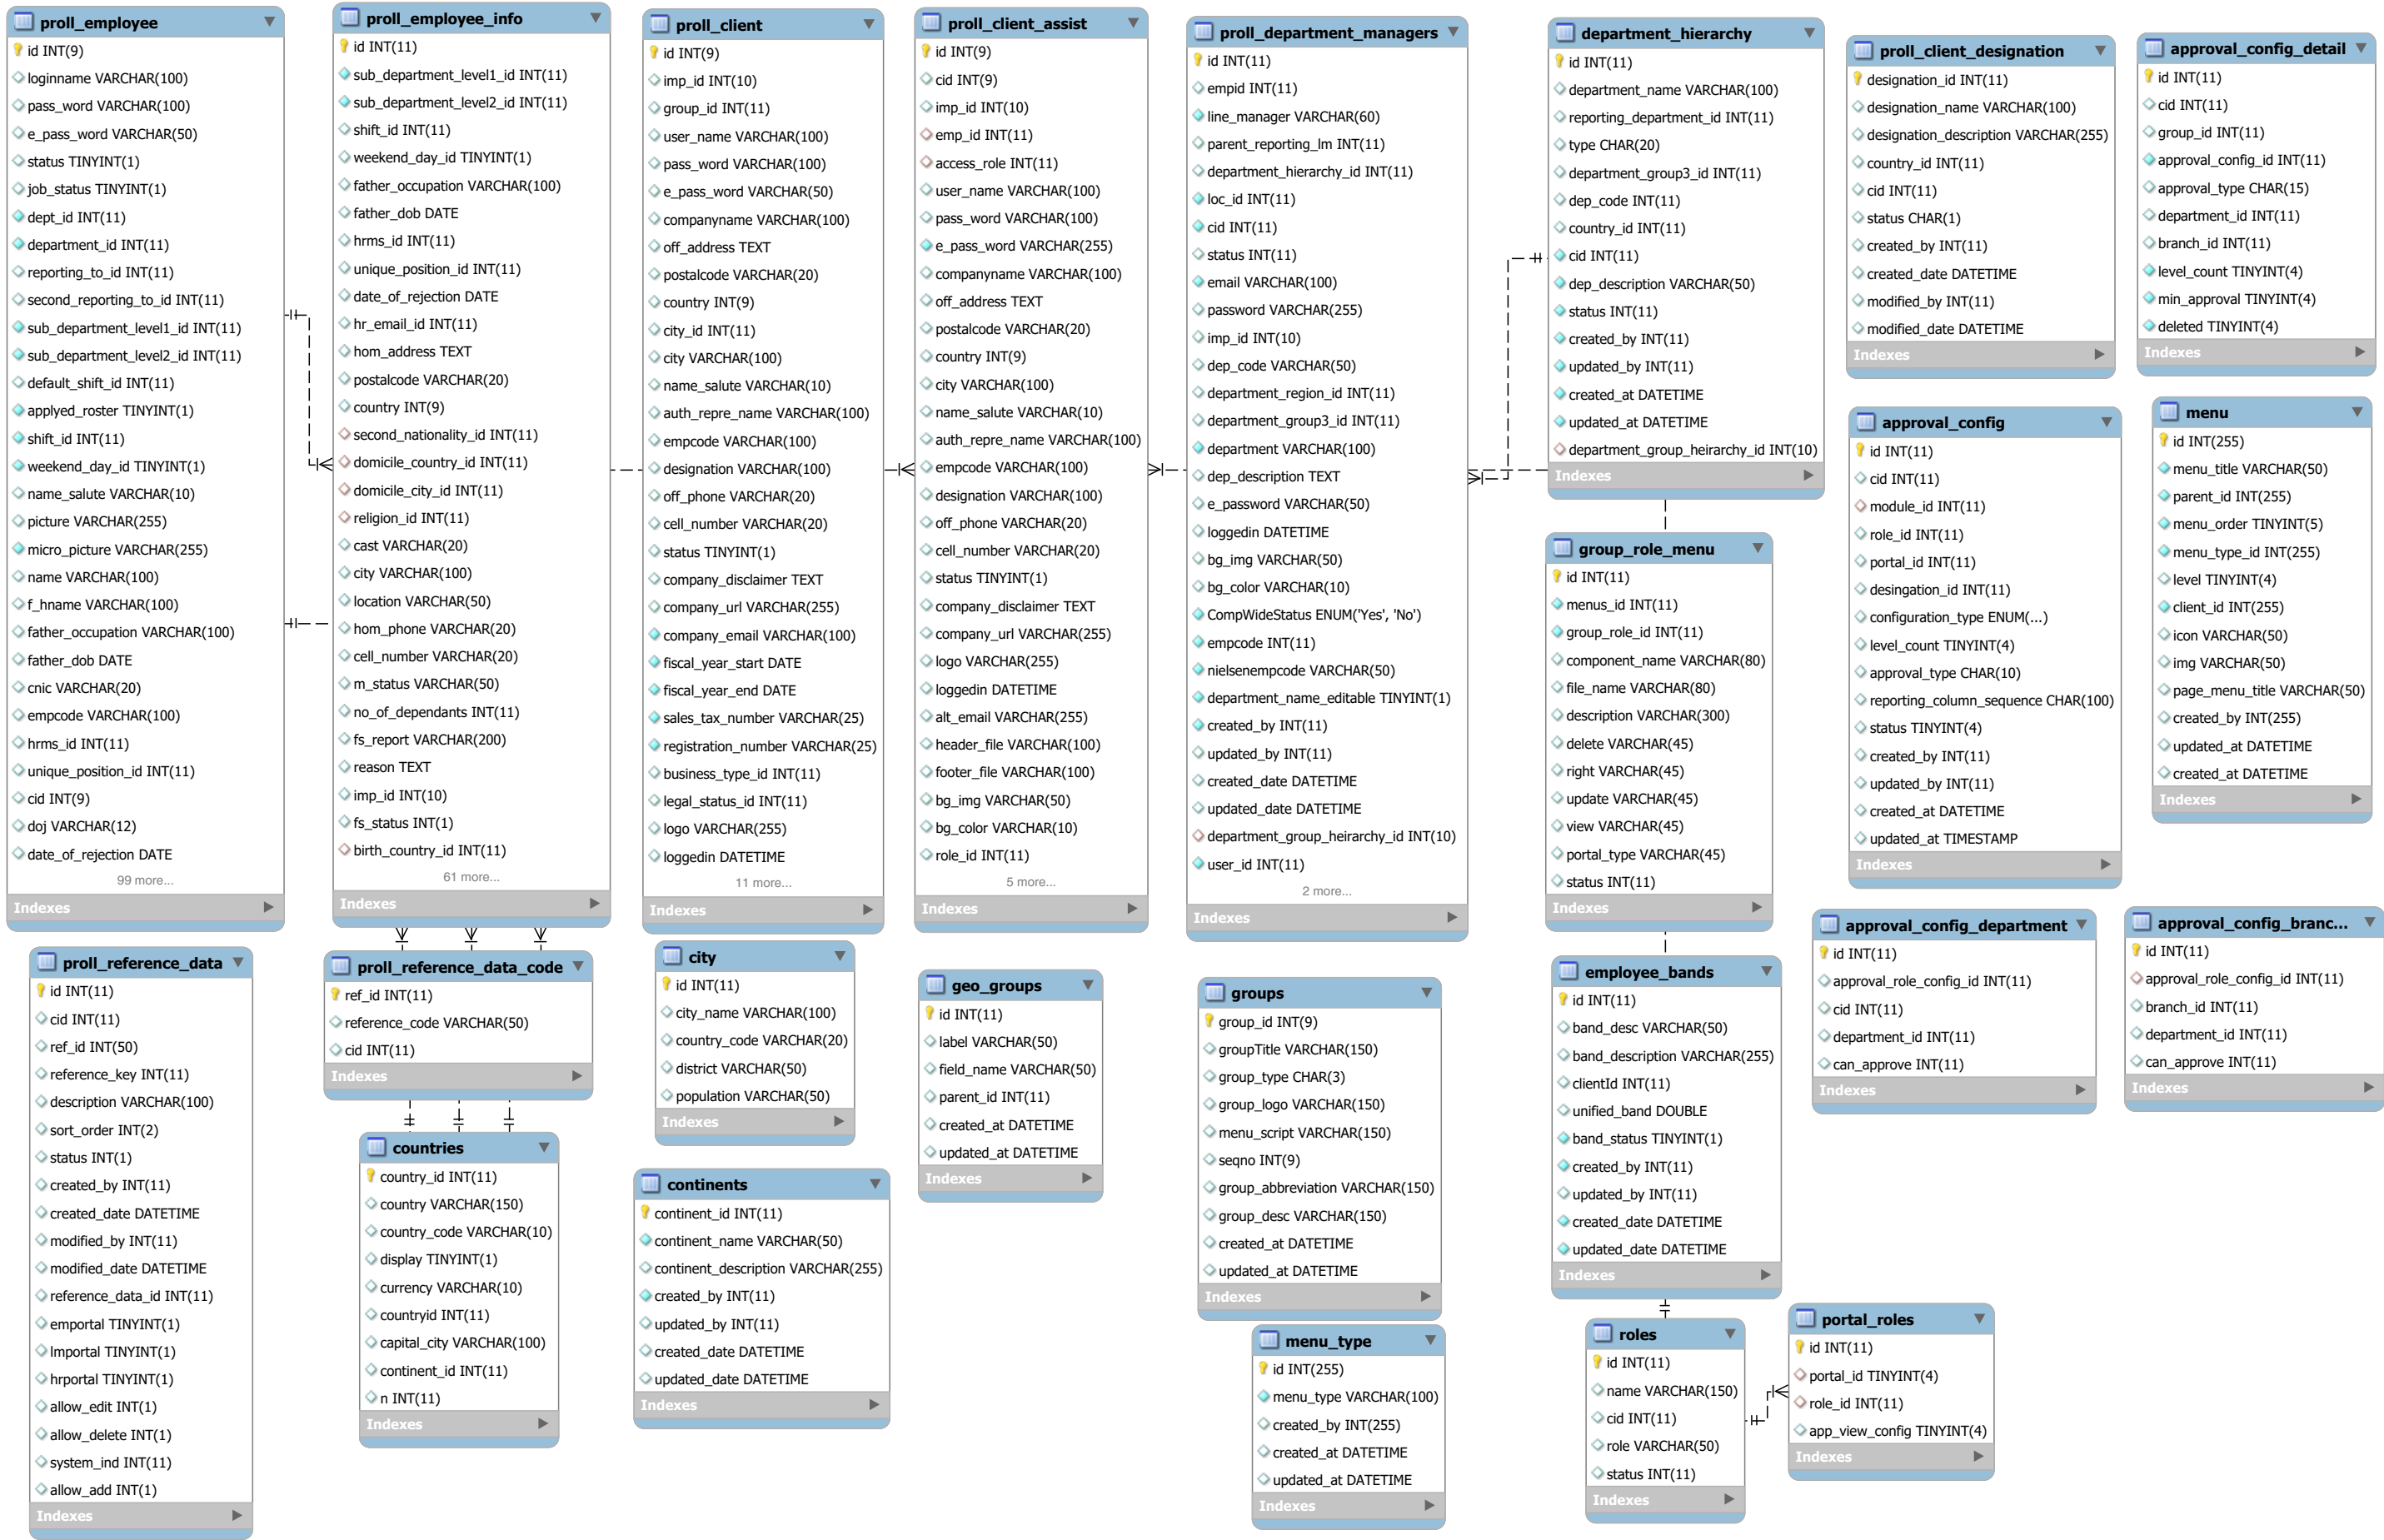 proll_employee
id INT(9)
loginname VARCHAR(100)
pass_word VARCHAR(100)
e_pass_word VARCHAR(50)
status TINYINT(1)
job_status TINYINT(1)
dept_id INT(11)
department_id INT(11)
reporting_to_id INT(11)
second_reporting_to_id INT(11)
sub_department_level1_id INT(11)
sub_department_level2_id INT(11)
default_shift_id INT(11)
applyed_roster TINYINT(1)
shift_id INT(11)
weekend_day_id TINYINT(1)
name_salute VARCHAR(10)
picture VARCHAR(255)
micro_picture VARCHAR(255)
name VARCHAR(100)
f_hname VARCHAR(100)
father_occupation VARCHAR(100)
father_dob DATE
cnic VARCHAR(20)
empcode VARCHAR(100)
hrms_id INT(11)
unique_position_id INT(11)
cid INT(9)
doj VARCHAR(12)
date_of_rejection DATE
99 more...
Indexes
proll_employee_info
id INT(11)
sub_department_level1_id INT(11)
sub_department_level2_id INT(11)
shift_id INT(11)
weekend_day_id TINYINT(1)
father_occupation VARCHAR(100)
father_dob DATE
hrms_id INT(11)
unique_position_id INT(11)
date_of_rejection DATE
hr_email_id INT(11)
hom_address TEXT
postalcode VARCHAR(20)
country INT(9)
second_nationality_id INT(11)
domicile_country_id INT(11)
domicile_city_id INT(11)
religion_id INT(11)
cast VARCHAR(20)
city VARCHAR(100)
location VARCHAR(50)
hom_phone VARCHAR(20)
cell_number VARCHAR(20)
m_status VARCHAR(50)
no_of_dependants INT(11)
fs_report VARCHAR(200)
reason TEXT
imp_id INT(10)
fs_status INT(1)
birth_country_id INT(11)
61 more...
Indexes
proll_client
id INT(9)
imp_id INT(10)
group_id INT(11)
user_name VARCHAR(100)
pass_word VARCHAR(100)
e_pass_word VARCHAR(50)
companyname VARCHAR(100)
off_address TEXT
postalcode VARCHAR(20)
country INT(9)
city_id INT(11)
city VARCHAR(100)
name_salute VARCHAR(10)
auth_repre_name VARCHAR(100)
empcode VARCHAR(100)
designation VARCHAR(100)
off_phone VARCHAR(20)
cell_number VARCHAR(20)
status TINYINT(1)
company_disclaimer TEXT
company_url VARCHAR(255)
company_email VARCHAR(100)
fiscal_year_start DATE
fiscal_year_end DATE
sales_tax_number VARCHAR(25)
registration_number VARCHAR(25)
business_type_id INT(11)
legal_status_id INT(11)
logo VARCHAR(255)
loggedin DATETIME
11 more...
Indexes
proll_client_assist
id INT(9)
cid INT(9)
imp_id INT(10)
emp_id INT(11)
access_role INT(11)
user_name VARCHAR(100)
pass_word VARCHAR(100)
e_pass_word VARCHAR(255)
companyname VARCHAR(100)
off_address TEXT
postalcode VARCHAR(20)
country INT(9)
city VARCHAR(100)
name_salute VARCHAR(10)
auth_repre_name VARCHAR(100)
empcode VARCHAR(100)
designation VARCHAR(100)
off_phone VARCHAR(20)
cell_number VARCHAR(20)
status TINYINT(1)
company_disclaimer TEXT
company_url VARCHAR(255)
logo VARCHAR(255)
loggedin DATETIME
alt_email VARCHAR(255)
header_file VARCHAR(100)
footer_file VARCHAR(100)
bg_img VARCHAR(50)
bg_color VARCHAR(10)
role_id INT(11)
5 more...
Indexes
proll_department_managers
id INT(11)
empid INT(11)
line_manager VARCHAR(60)
parent_reporting_lm INT(11)
department_hierarchy_id INT(11)
loc_id INT(11)
cid INT(11)
status INT(11)
email VARCHAR(100)
password VARCHAR(255)
imp_id INT(10)
dep_code VARCHAR(50)
department_region_id INT(11)
department_group3_id INT(11)
department VARCHAR(100)
dep_description TEXT
e_password VARCHAR(50)
loggedin DATETIME
bg_img VARCHAR(50)
bg_color VARCHAR(10)
CompWideStatus ENUM('Yes', 'No')
empcode INT(11)
nielsenempcode VARCHAR(50)
department_name_editable TINYINT(1)
created_by INT(11)
updated_by INT(11)
created_date DATETIME
updated_date DATETIME
department_group_heirarchy_id INT(10)
user_id INT(11)
2 more...
Indexes
department_hierarchy
id INT(11)
department_name VARCHAR(100)
reporting_department_id INT(11)
type CHAR(20)
department_group3_id INT(11)
dep_code INT(11)
country_id INT(11)
cid INT(11)
dep_description VARCHAR(50)
status INT(11)
created_by INT(11)
updated_by INT(11)
created_at DATETIME
updated_at DATETIME
department_group_heirarchy_id INT(10)
Indexes
proll_client_designation
designation_id INT(11)
designation_name VARCHAR(100)
designation_description VARCHAR(255)
country_id INT(11)
cid INT(11)
status CHAR(1)
created_by INT(11)
created_date DATETIME
modified_by INT(11)
modified_date DATETIME
Indexes
approval_config_detail
id INT(11)
cid INT(11)
group_id INT(11)
approval_config_id INT(11)
approval_type CHAR(15)
department_id INT(11)
branch_id INT(11)
level_count TINYINT(4)
min_approval TINYINT(4)
deleted TINYINT(4)
Indexes
approval_config
id INT(11)
cid INT(11)
module_id INT(11)
role_id INT(11)
portal_id INT(11)
desingation_id INT(11)
configuration_type ENUM(...)
level_count TINYINT(4)
approval_type CHAR(10)
reporting_column_sequence CHAR(100)
status TINYINT(4)
created_by INT(11)
updated_by INT(11)
created_at DATETIME
updated_at TIMESTAMP
Indexes
menu
id INT(255)
menu_title VARCHAR(50)
parent_id INT(255)
menu_order TINYINT(5)
menu_type_id INT(255)
level TINYINT(4)
client_id INT(255)
icon VARCHAR(50)
img VARCHAR(50)
page_menu_title VARCHAR(50)
created_by INT(255)
updated_at DATETIME
created_at DATETIME
Indexes
group_role_menu
id INT(11)
menus_id INT(11)
group_role_id INT(11)
component_name VARCHAR(80)
file_name VARCHAR(80)
description VARCHAR(300)
delete VARCHAR(45)
right VARCHAR(45)
update VARCHAR(45)
view VARCHAR(45)
portal_type VARCHAR(45)
status INT(11)
Indexes
approval_config_department
id INT(11)
approval_role_config_id INT(11)
cid INT(11)
department_id INT(11)
can_approve INT(11)
Indexes
approval_config_branc...
id INT(11)
approval_role_config_id INT(11)
branch_id INT(11)
department_id INT(11)
can_approve INT(11)
Indexes
proll_reference_data
id INT(11)
cid INT(11)
ref_id INT(50)
reference_key INT(11)
description VARCHAR(100)
sort_order INT(2)
status INT(1)
created_by INT(11)
created_date DATETIME
modified_by INT(11)
modified_date DATETIME
reference_data_id INT(11)
emportal TINYINT(1)
lmportal TINYINT(1)
hrportal TINYINT(1)
allow_edit INT(1)
allow_delete INT(1)
system_ind INT(11)
allow_add INT(1)
Indexes
proll_reference_data_code
ref_id INT(11)
reference_code VARCHAR(50)
cid INT(11)
Indexes
countries
country_id INT(11)
country VARCHAR(150)
country_code VARCHAR(10)
display TINYINT(1)
currency VARCHAR(10)
countryid INT(11)
capital_city VARCHAR(100)
continent_id INT(11)
n INT(11)
Indexes
city
id INT(11)
city_name VARCHAR(100)
country_code VARCHAR(20)
district VARCHAR(50)
population VARCHAR(50)
Indexes
continents
continent_id INT(11)
continent_name VARCHAR(50)
continent_description VARCHAR(255)
created_by INT(11)
updated_by INT(11)
created_date DATETIME
updated_date DATETIME
Indexes
geo_groups
id INT(11)
label VARCHAR(50)
field_name VARCHAR(50)
parent_id INT(11)
created_at DATETIME
updated_at DATETIME
Indexes
groups
group_id INT(9)
groupTitle VARCHAR(150)
group_type CHAR(3)
group_logo VARCHAR(150)
menu_script VARCHAR(150)
seqno INT(9)
group_abbreviation VARCHAR(150)
group_desc VARCHAR(150)
created_at DATETIME
updated_at DATETIME
Indexes
menu_type
id INT(255)
menu_type VARCHAR(100)
created_by INT(255)
created_at DATETIME
updated_at DATETIME
Indexes
employee_bands
id INT(11)
band_desc VARCHAR(50)
band_description VARCHAR(255)
clientId INT(11)
unified_band DOUBLE
band_status TINYINT(1)
created_by INT(11)
updated_by INT(11)
created_date DATETIME
updated_date DATETIME
Indexes
roles
id INT(11)
name VARCHAR(150)
cid INT(11)
role VARCHAR(50)
status INT(11)
Indexes
portal_roles
id INT(11)
portal_id TINYINT(4)
role_id INT(11)
app_view_config TINYINT(4)
Indexes